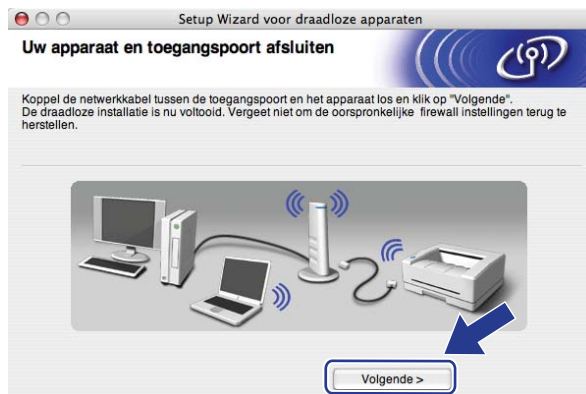 Setup Wizard voor draadloze apparaten
Uw apparaat en toegangspoort afsluiten
Koppel de netwerkkabel tussen de toegangspoort en het apparaat los en klik op "Volgende".
De draadloze installatie is nu voltooid. Vergeet niet om de oorspronkelijke firewall instellingen terug te
herstellen.
Volgende >